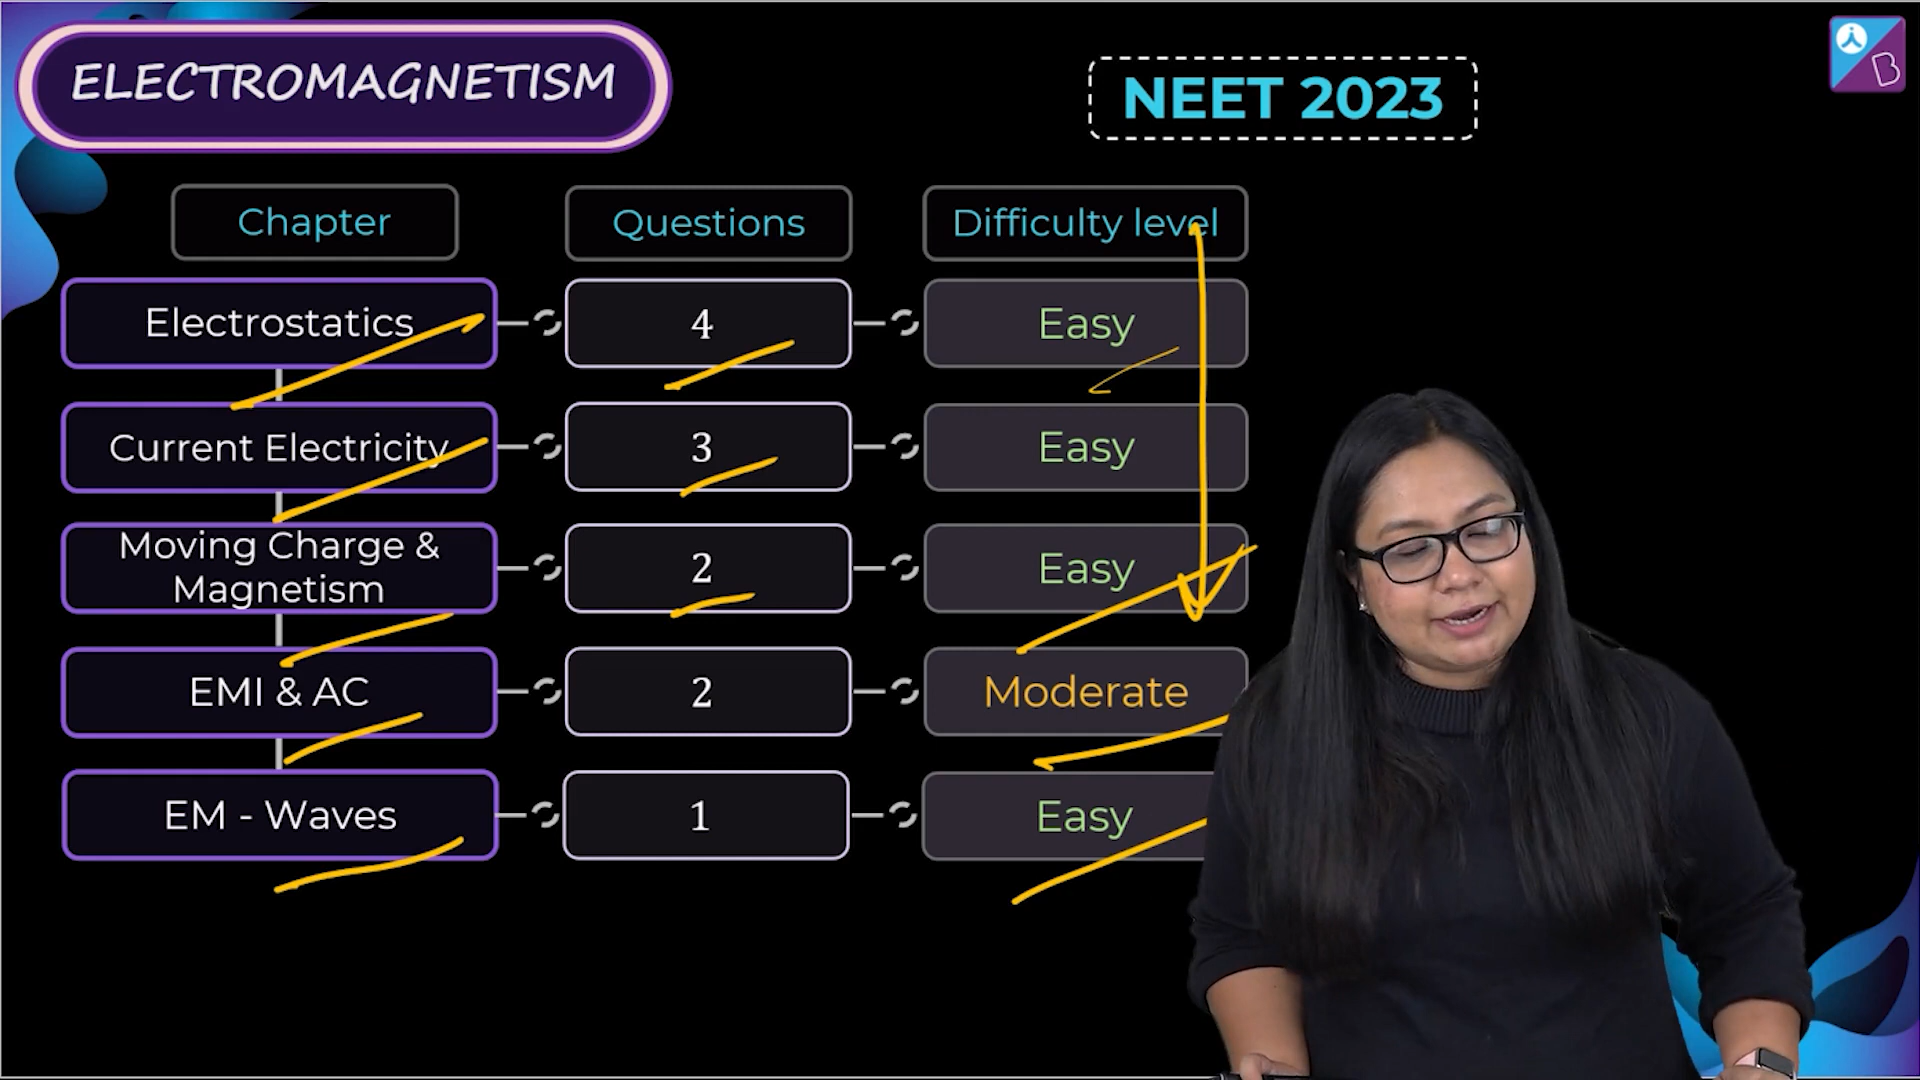 ELECTROMAGNETISM
NEET 2023
B
Chapter Questions Difficulty level
Electrostatics 4 Easy
Current Electricity 3 Easy
Moving Charge &
Magnetism 2 Easy
EMI & AC 2 Moderate
EM - Waves 1 Easy